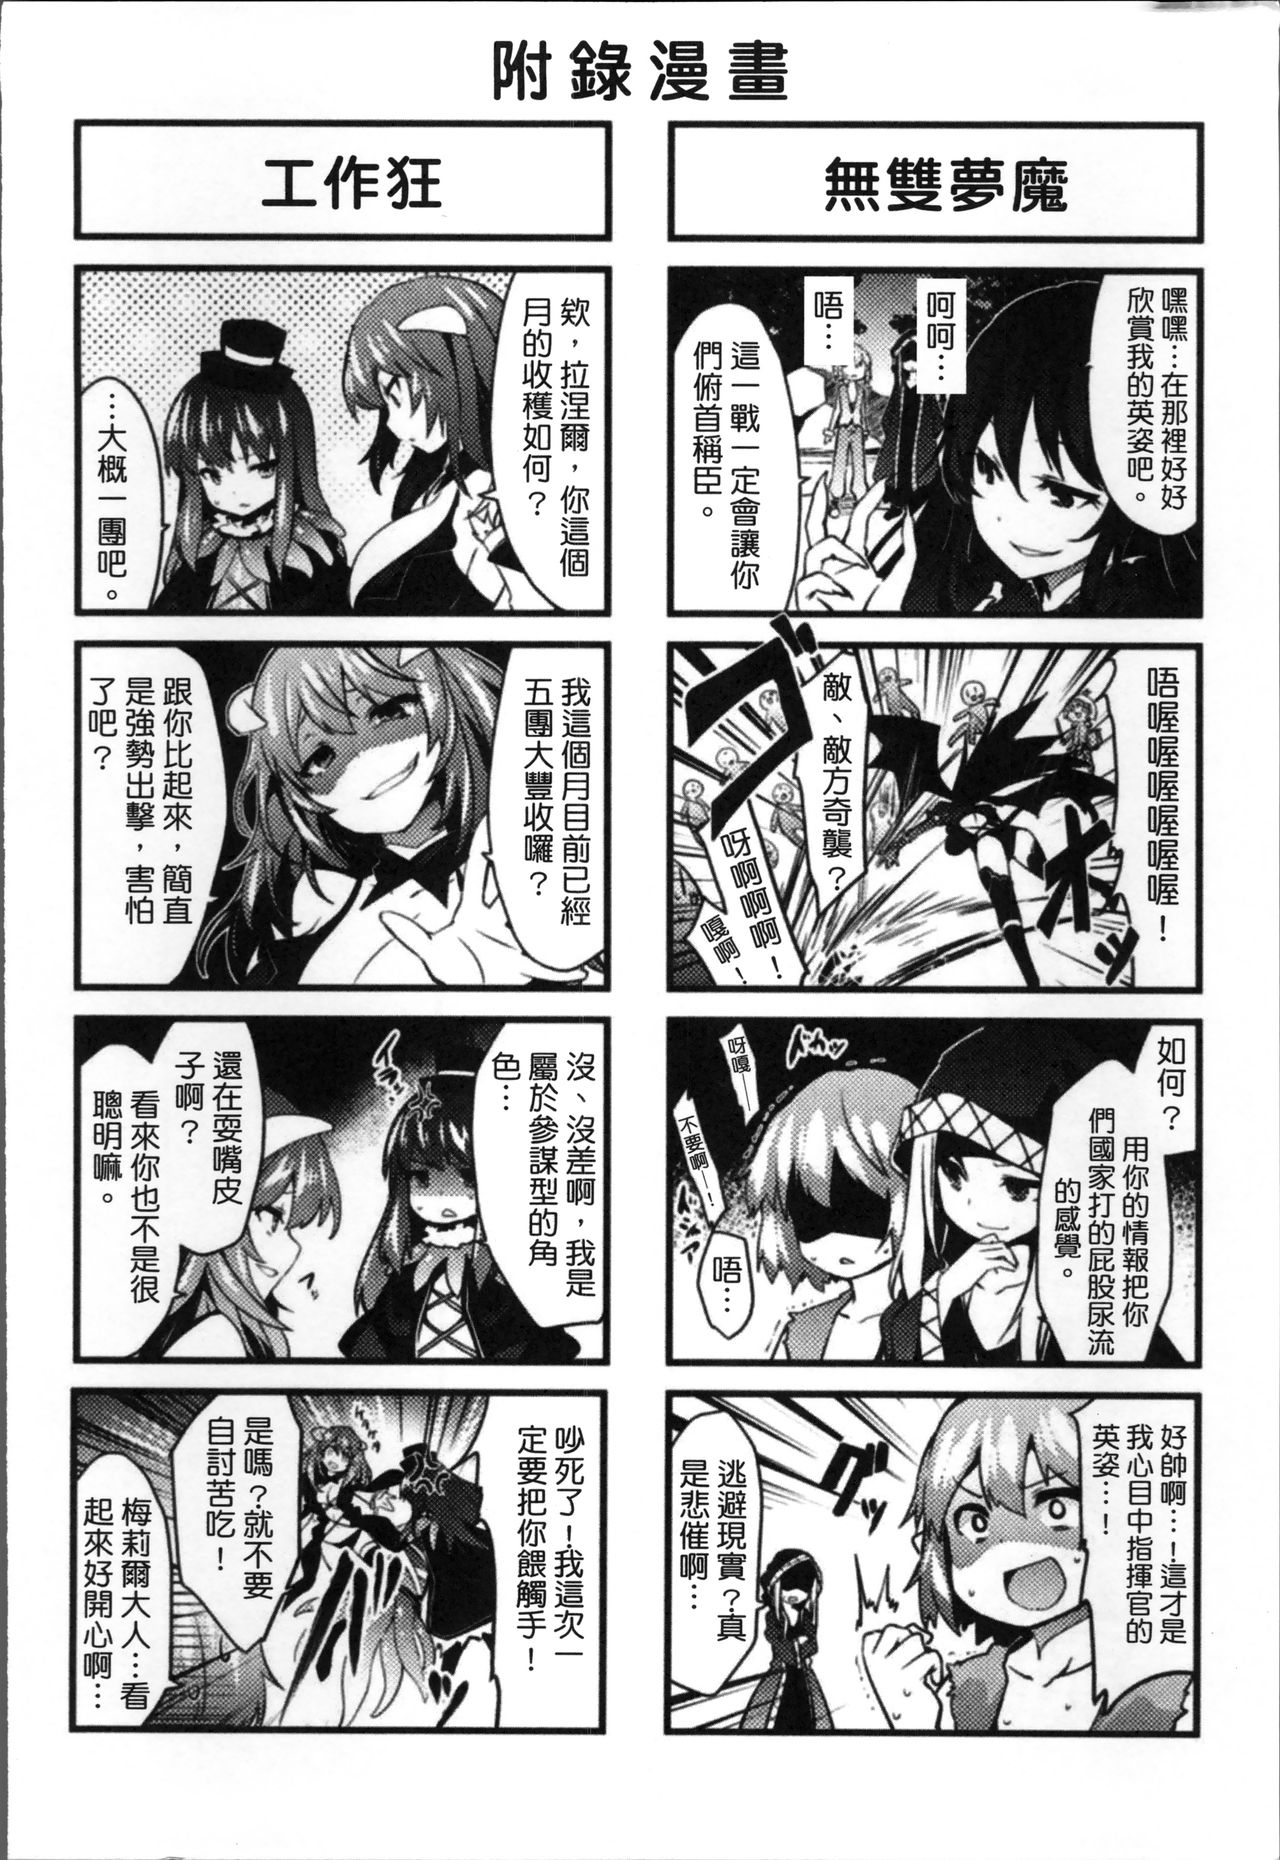 附錄漫畫
無雙夢魔
嘿嘿…在那裡好好
欣賞我的英姿吧。
呵呵…
唔…
這一戰一定會讓你
們俯首稱臣。
唔喔喔喔喔喔喔！
敵、敵方奇襲？
呀啊啊啊！
嘎啊！
如何？
用你的情報把你
們國家打的屁股尿流
的感覺。
呀嘎──
不要啊──！
唔…
ドカッ
好帥啊…！這才是
我心目中指揮官的
英姿…！
逃避現實？真
是悲催啊…
工作狂
欸，拉涅爾，你這個
月的收穫如何？
…大概一團吧。
我這個月目前已經
五團大豐收囉？
跟你比起來，簡直
是強勢出擊，害怕
了吧？
沒、沒差啊，我是
屬於參謀型的角
色…
イラッ
還在耍嘴皮
子啊？
看來你也不是很
聰明嘛。
吵死了！我這次一
定要把你餵觸手！
ケラケラ
是嗎？就不要
自討苦吃！
梅莉爾大人…看
起來好開心啊…